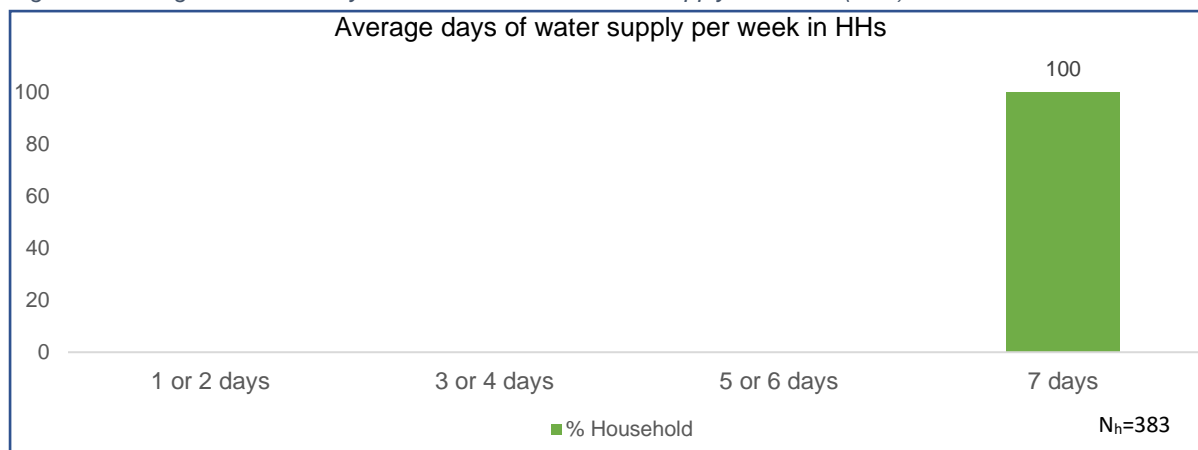 Average days of water supply per week in HHs
100
100
80
60
40
20
0
1 or 2 days 3 or 4 days 5 or 6 days 7 days
% Household
Nₕ=383